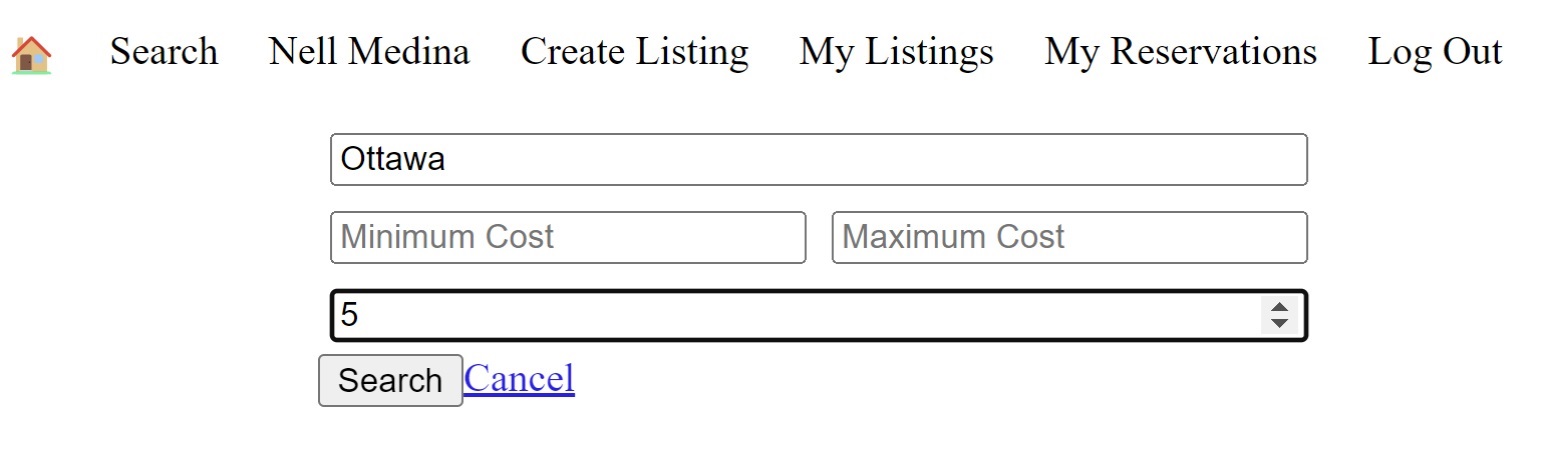 Search Nell Medina Create Listing My Listings My Reservations Log Out
Ottawa
Minimum Cost Maximum Cost
5
Search Cancel